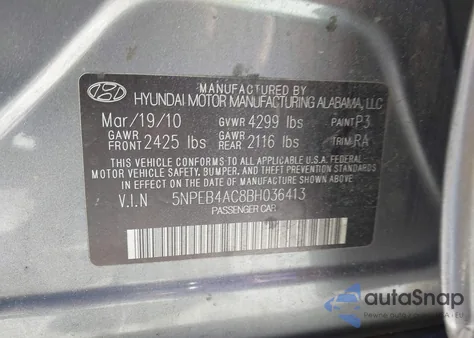 MANUFACTURED BY
HYUNDAI MOTOR MANUFACTURING ALABAMA, LLC
Mar/19/10 GVWR 4299 lbs PAINT P3
GAWR FRONT 2425 lbs GAWR REAR 2116 lbs TRIM RA
THIS VEHICLE CONFORMS TO ALL APPLICABLE U.S.A. FEDERAL
MOTOR VEHICLE SAFETY, BUMPER, AND THEFT PREVENTION
STANDARDS IN EFFECT ON THE DATE OF MANUFACTURE
SHOWN ABOVE.
V.I.N 5NPEB4AC8BH036413
PASSENGER CAR
autoSnap
Pewne auto